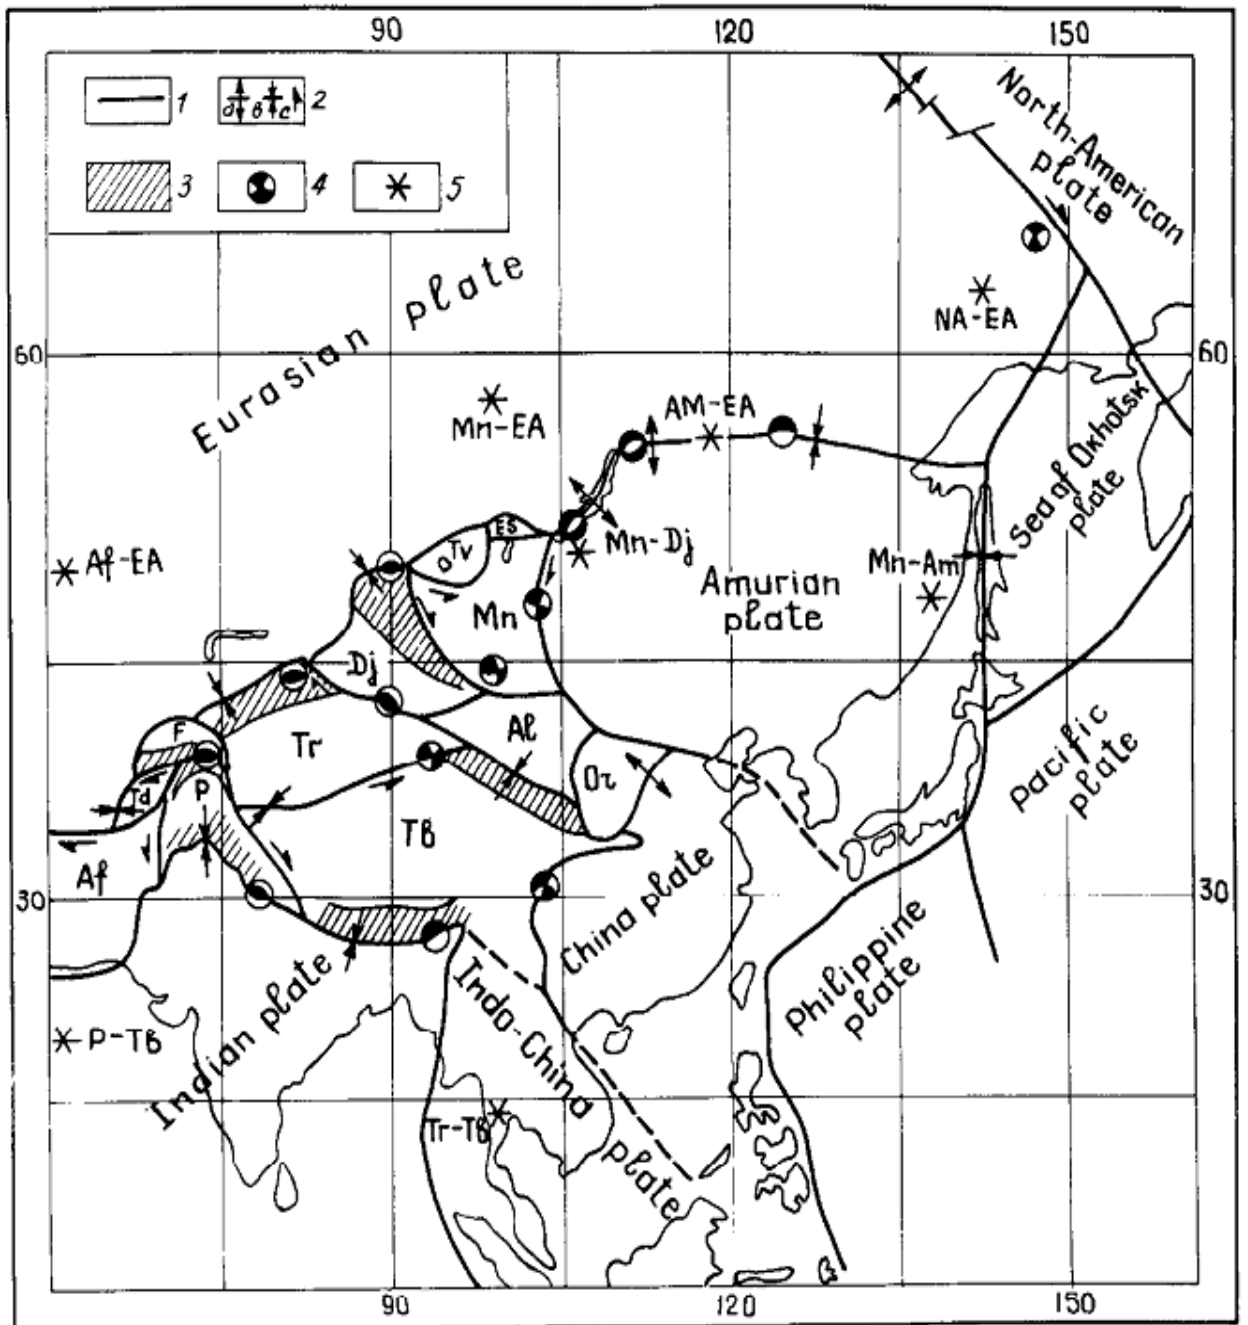 90 120 150
1 2
a b c
3 4 5
North-American
plate
Eurasian plate
NA-EA
60 60
Mn-EA
AM-EA
Sea of Okhotsk
plate
ES
Tv
Af-EA
Mn-Dj
Mn-Am
Mn
Amurian
plate
Dj
F
Tr
Al
Pacific
plate
P
Td
Or
TB
Af
30 30
China plate
Philippine
plate
Indian plate
Indo-China
plate
P-TB
Tr-TB
90 120 150